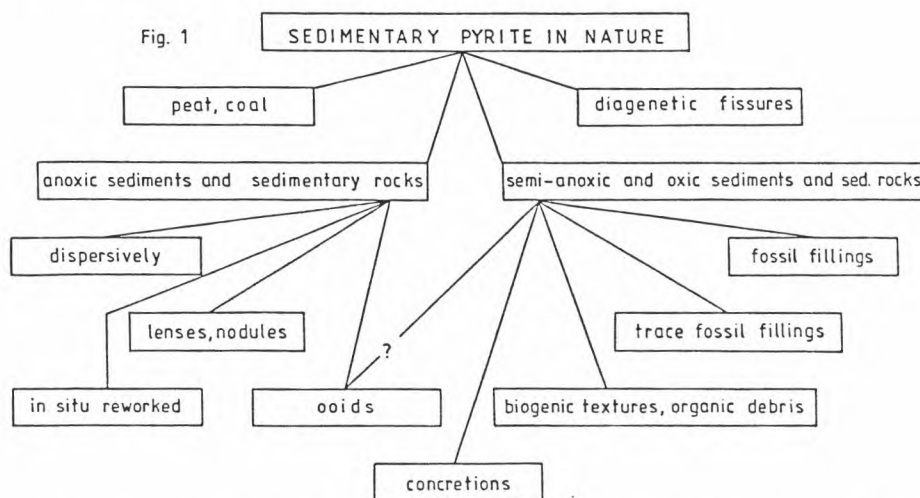 Fig. 1
SEDIMENTARY PYRITE IN NATURE
peat, coal
diagenetic fissures
anoxic sediments and sedimentary rocks
semi-anoxic and oxic sediments and sed. rocks
dispersively
fossil fillings
lenses, nodules
trace fossil fillings
?
in situ reworked
ooids
biogenic textures, organic debris
concretions